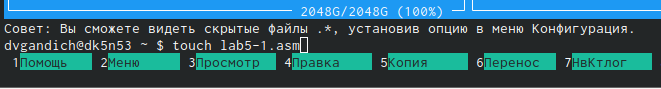 2048G/2048G (100%)
Совет: Вы сможете видеть скрытые файлы .*, установив опцию в меню Конфигурация.
dvgandich@dk5n53 ~ $ touch lab5-1.asm
1Помощь 2Меню 3Просмотр 4Правка 5Копия 6Перенос 7НвКтлог